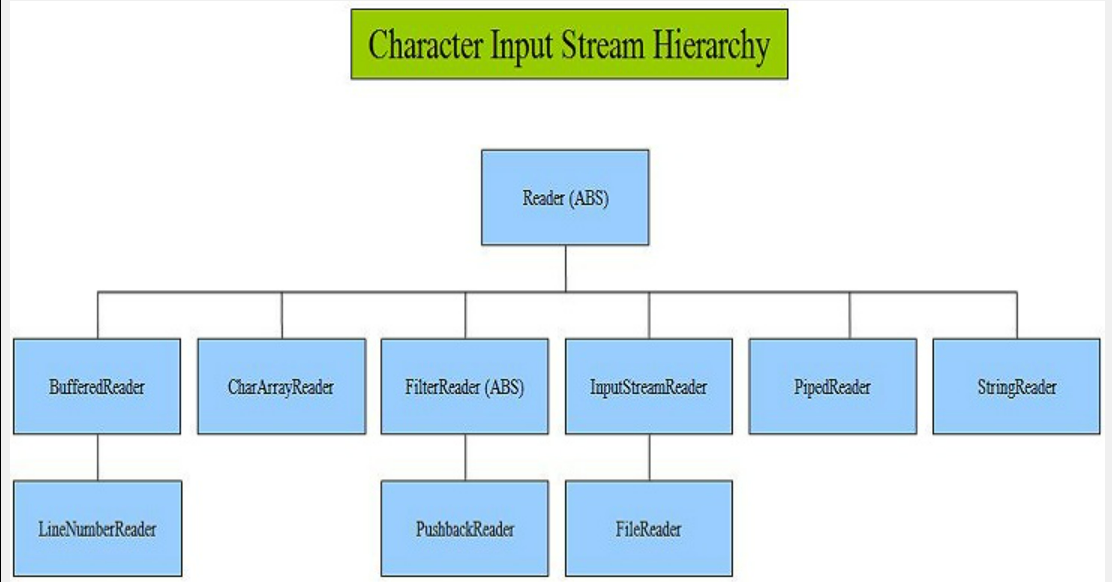 Character Input Stream Hierarchy
Reader (ABS)
BufferedReader
CharArrayReader
FilterReader (ABS)
InputStreamReader
PipedReader
StringReader
LineNumberReader
PushbackReader
FileReader